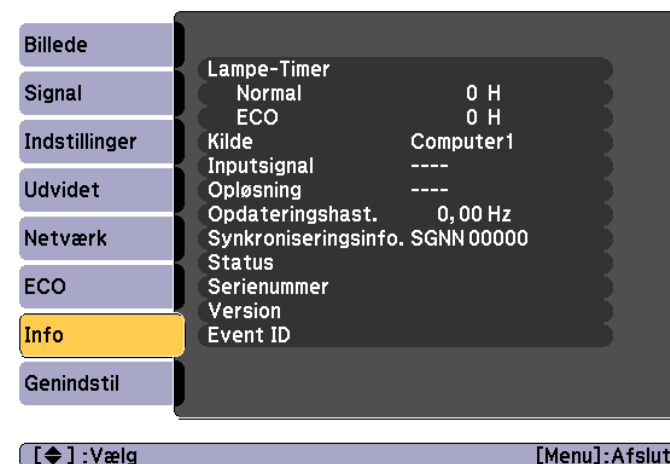 Billede
Signal
Indstillinger
Udvidet
Netværk
ECO
Info
Genindstil
Lampe-Timer
Normal 0 H
ECO 0 H
Kilde Computer1
Inputsignal ----
Opløsning ----
Opdateringshast. 0,00 Hz
Synkroniseringsinfo. SGNN 00000
Status
Serienummer
Version
Event ID
[◆] :Vælg [Menu]:Afslut